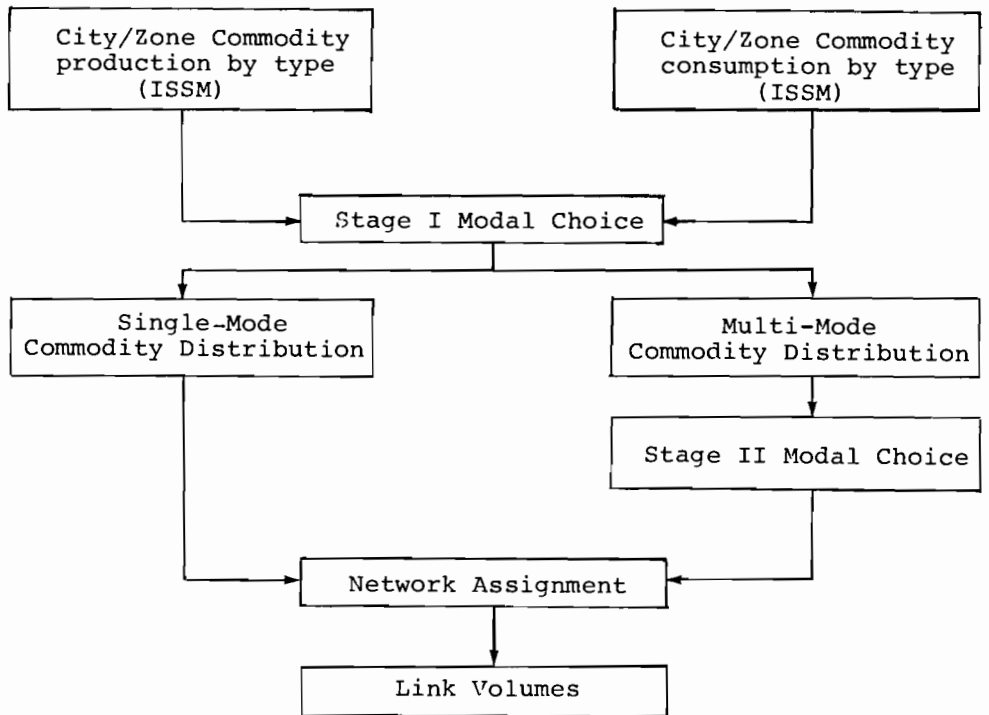 City/Zone Commodity
production by type
(ISSM)
City/Zone Commodity
consumption by type
(ISSM)
Stage I Modal Choice
Single-Mode
Commodity Distribution
Multi-Mode
Commodity Distribution
Stage II Modal Choice
Network Assignment
Link Volumes